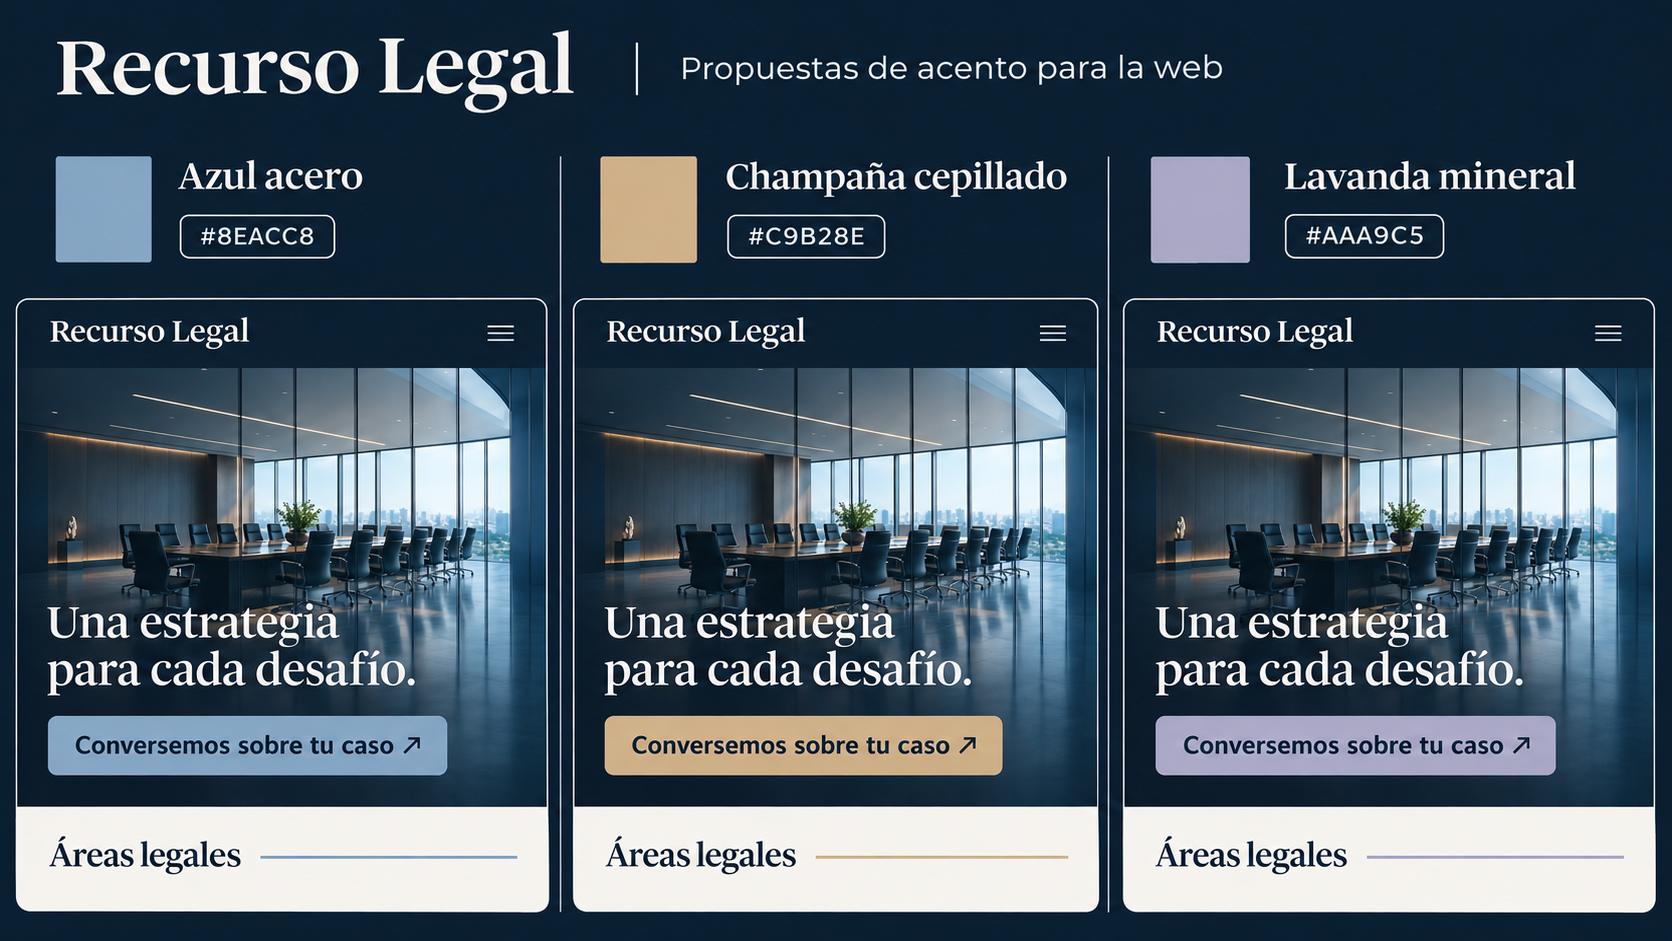 Recurso Legal
Propuestas de acento para la web
Azul acero
#8EACC8
Champaña cepillado
#C9B28E
Lavanda mineral
#AAA9C5
Recurso Legal
Una estrategia
para cada desafío.
Conversemos sobre tu caso ↗
Áreas legales
Recurso Legal
Una estrategia
para cada desafío.
Conversemos sobre tu caso ↗
Áreas legales
Recurso Legal
Una estrategia
para cada desafío.
Conversemos sobre tu caso ↗
Áreas legales